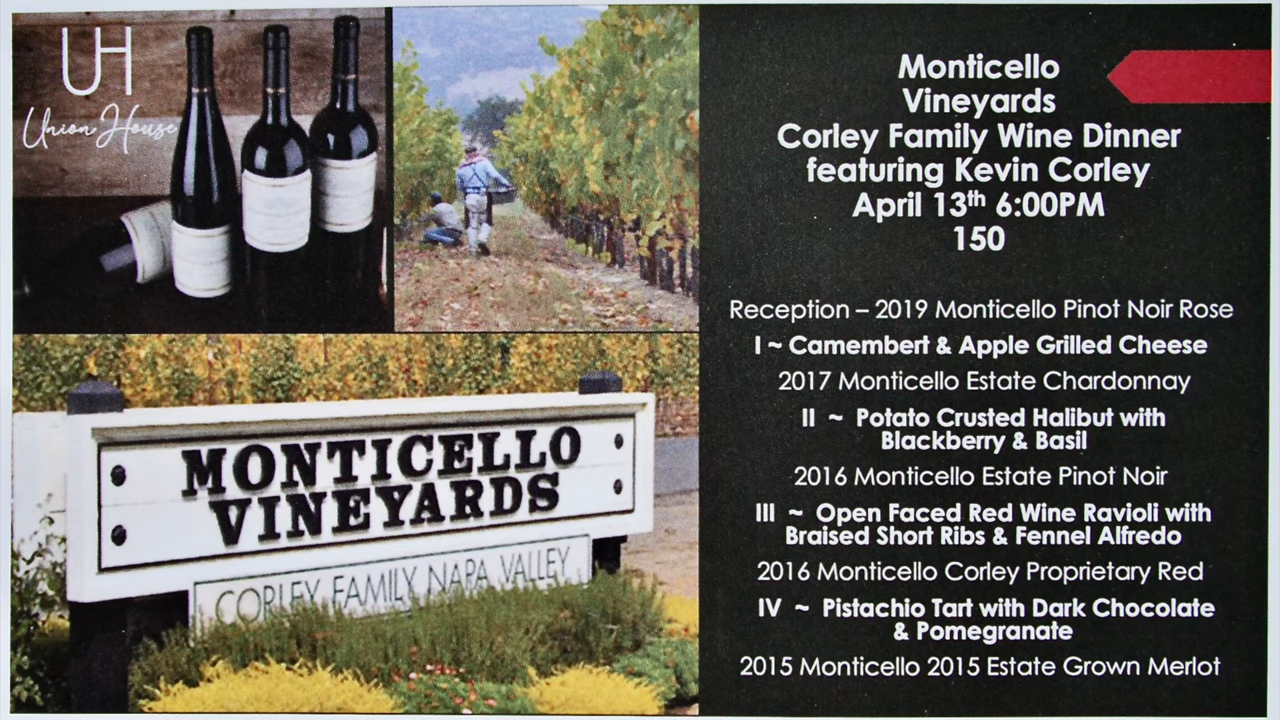 UH
Union House
MONTICELLO
VINEYARDS
CORLEY FAMILY NAPA VALLEY
Monticello
Vineyards
Corley Family Wine Dinner
featuring Kevin Corley
April 13th 6:00PM
150
Reception – 2019 Monticello Pinot Noir Rose
I ~ Camembert & Apple Grilled Cheese
2017 Monticello Estate Chardonnay
II ~ Potato Crusted Halibut with
Blackberry & Basil
2016 Monticello Estate Pinot Noir
III ~ Open Faced Red Wine Ravioli with
Braised Short Ribs & Fennel Alfredo
2016 Monticello Corley Proprietary Red
IV ~ Pistachio Tart with Dark Chocolate
& Pomegranate
2015 Monticello 2015 Estate Grown Merlot